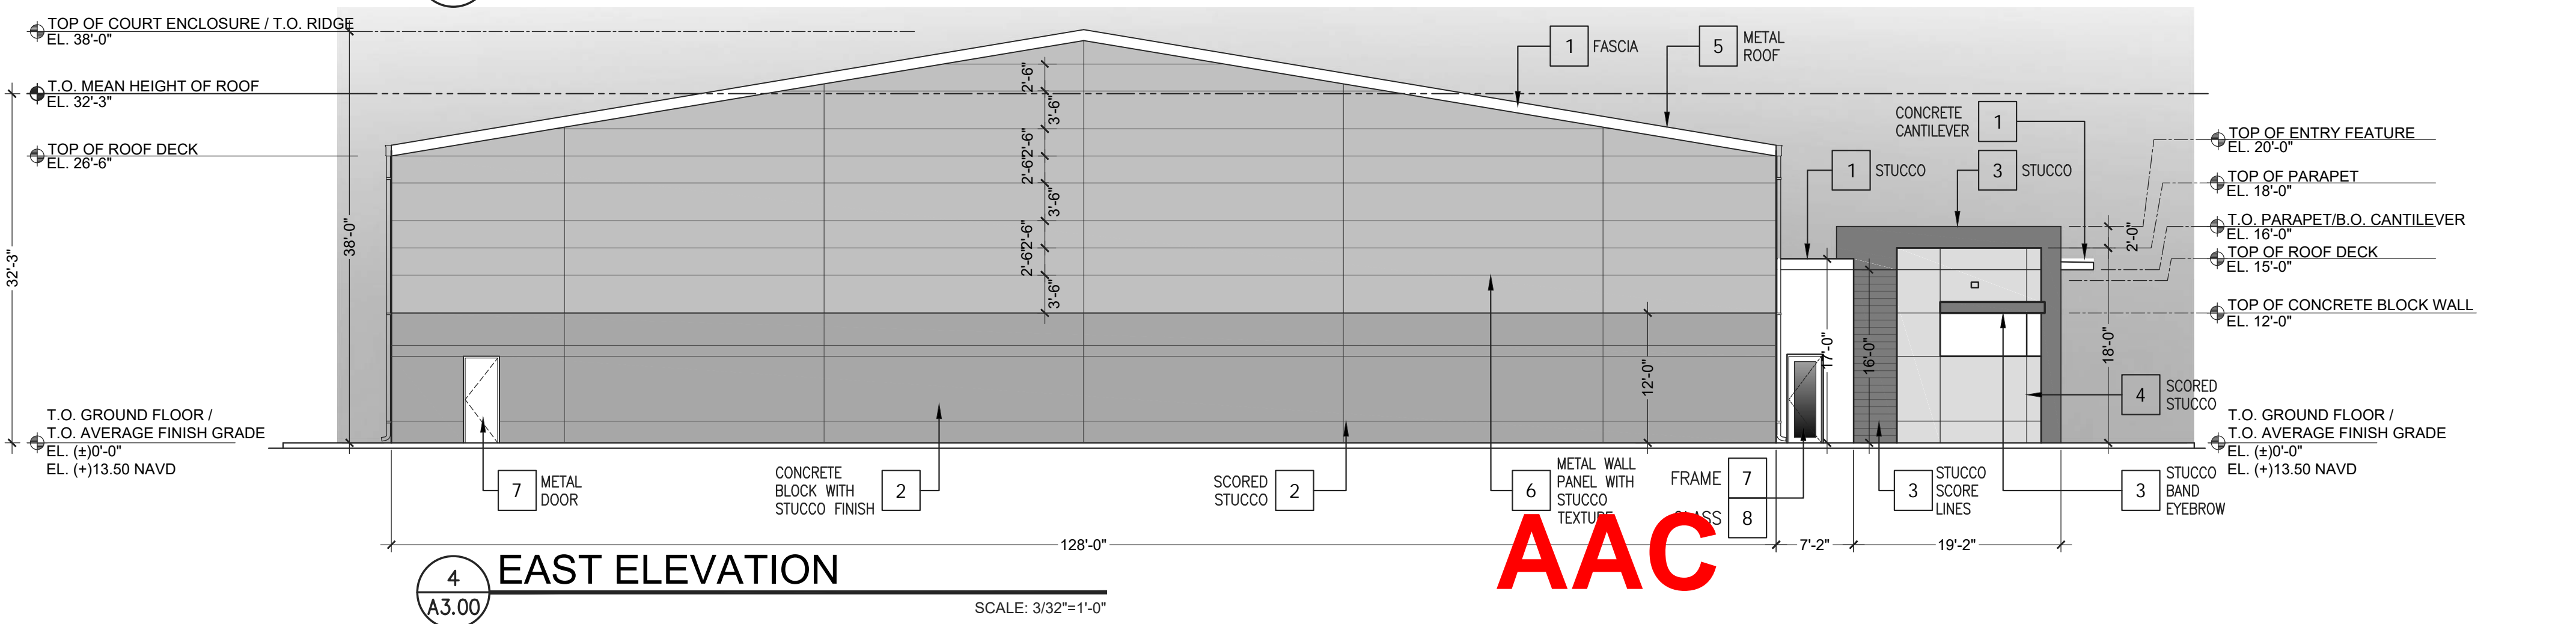 TOP OF COURT ENCLOSURE / T.O. RIDGE
EL. 38'-0"
T.O. MEAN HEIGHT OF ROOF
EL. 32'-3"
TOP OF ROOF DECK
EL. 26'-6"
32'-3"
38'-0"
T.O. GROUND FLOOR /
T.O. AVERAGE FINISH GRADE
EL. (±)0'-0"
EL. (+)13.50 NAVD
2'-6"
3'-6"
2'-6"
2'-6"
3'-6"
2'-6"
2'-6"
3'-6"
12'-0"
17'-0"
16'-0"
18'-0"
2'-0"
1 FASCIA
5 METAL
ROOF
CONCRETE
CANTILEVER 1
1 STUCCO
3 STUCCO
TOP OF ENTRY FEATURE
EL. 20'-0"
TOP OF PARAPET
EL. 18'-0"
T.O. PARAPET/B.O. CANTILEVER
EL. 16'-0"
TOP OF ROOF DECK
EL. 15'-0"
TOP OF CONCRETE BLOCK WALL
EL. 12'-0"
4 SCORED
STUCCO
T.O. GROUND FLOOR /
T.O. AVERAGE FINISH GRADE
EL. (±)0'-0"
EL. (+)13.50 NAVD
7 METAL
DOOR
CONCRETE
BLOCK WITH
STUCCO FINISH 2
SCORED
STUCCO 2
6 METAL WALL
PANEL WITH
STUCCO
TEXTURE
FRAME 7
GLASS 8
3 STUCCO
SCORE
LINES
3 STUCCO
BAND
EYEBROW
128'-0"
7'-2"
19'-2"
AAC
4
A3.00
EAST ELEVATION
SCALE: 3/32"=1'-0"